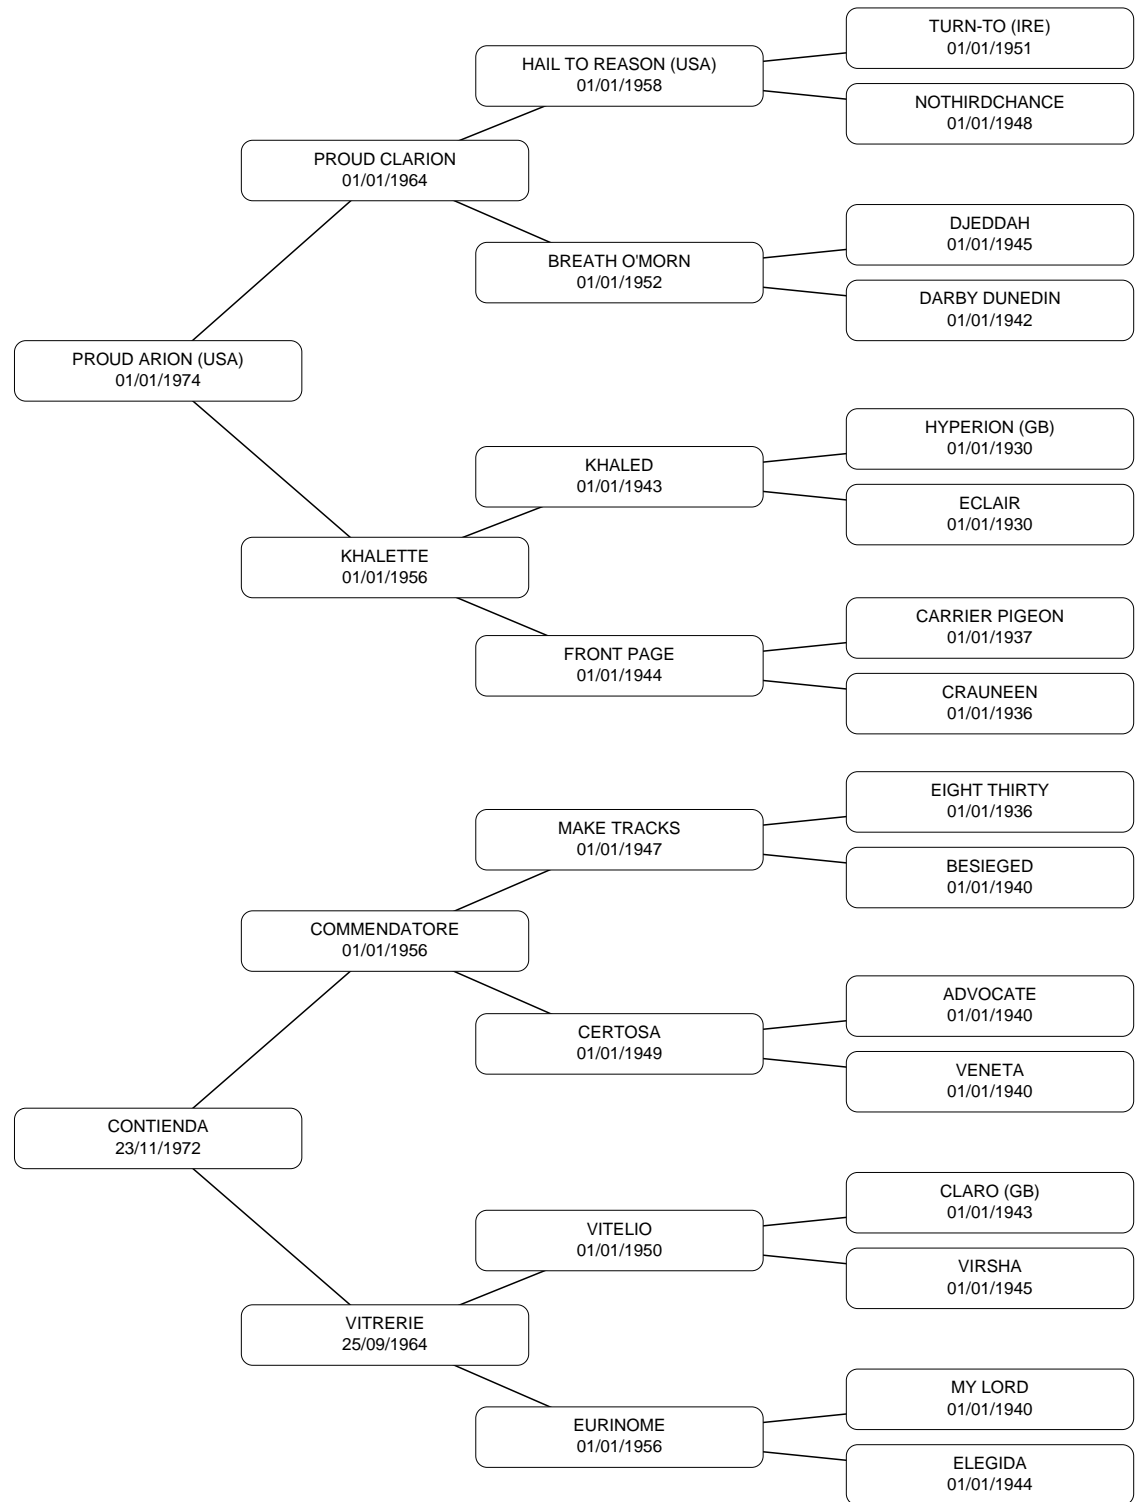 TURN-TO (IRE)
01/01/1951
HAIL TO REASON (USA)
01/01/1958
NOTHIRDCHANCE
01/01/1948
PROUD CLARION
01/01/1964
DJEDDAH
01/01/1945
BREATH O'MORN
01/01/1952
DARBY DUNEDIN
01/01/1942
PROUD ARION (USA)
01/01/1974
HYPERION (GB)
01/01/1930
KHALED
01/01/1943
ECLAIR
01/01/1930
KHALETTE
01/01/1956
CARRIER PIGEON
01/01/1937
FRONT PAGE
01/01/1944
CRAUNEEN
01/01/1936
EIGHT THIRTY
01/01/1936
MAKE TRACKS
01/01/1947
BESIEGED
01/01/1940
COMMENDATORE
01/01/1956
ADVOCATE
01/01/1940
CERTOSA
01/01/1949
VENETA
01/01/1940
CONTIENDA
23/11/1972
CLARO (GB)
01/01/1943
VITELIO
01/01/1950
VIRSHA
01/01/1945
VITRERIE
25/09/1964
MY LORD
01/01/1940
EURINOME
01/01/1956
ELEGIDA
01/01/1944